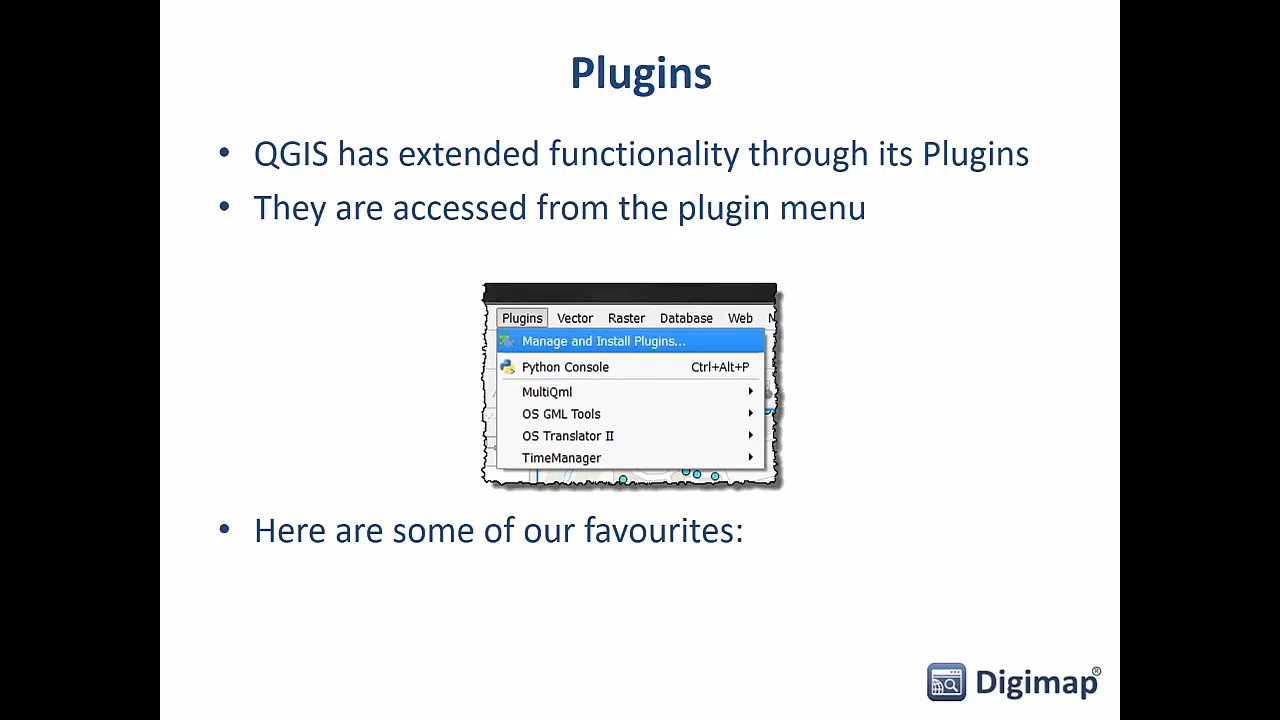 Plugins
• QGIS has extended functionality through its Plugins
• They are accessed from the plugin menu
Plugins Vector Raster Database Web
Manage and Install Plugins...
Python Console Ctrl+Alt+P
MultiQml
OS GML Tools
OS Translator II
TimeManager
• Here are some of our favourites:
Digimap®